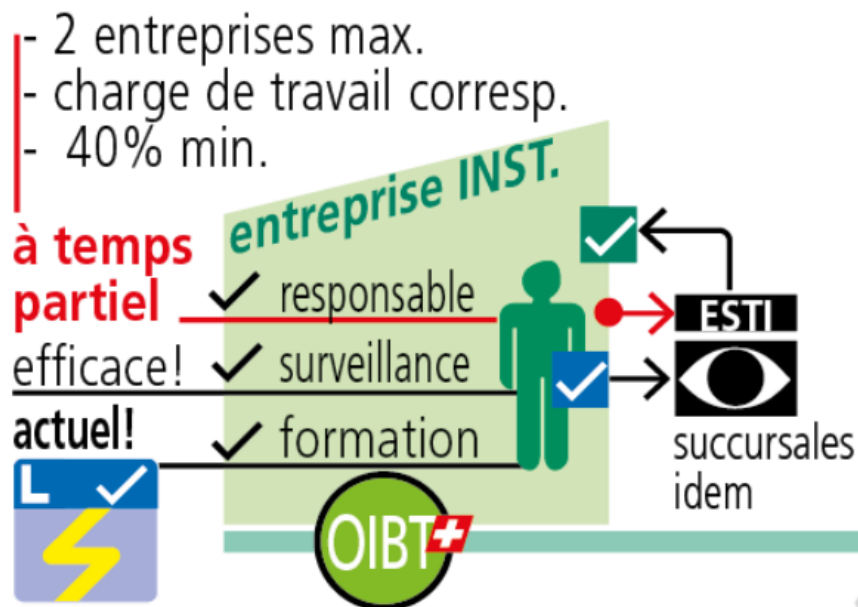 - 2 entreprises max.
- charge de travail corresp.
- 40% min.
entreprise INST.
à temps
partiel
responsable
ESTI
efficace!
surveillance
actuel!
formation
succursales
idem
L
OIBT